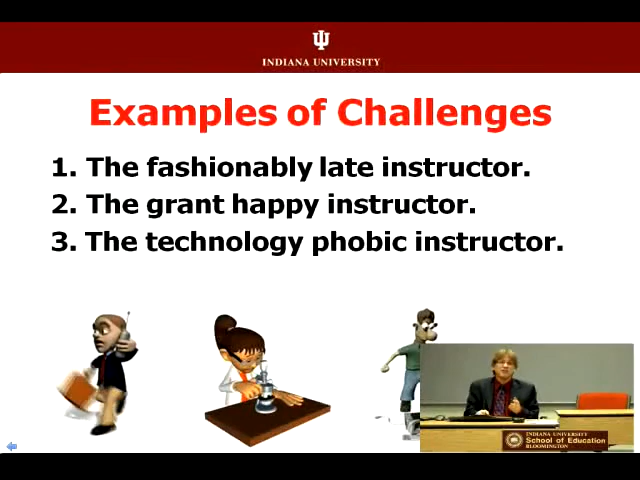 INDIANA UNIVERSITY
Examples of Challenges
1. The fashionably late instructor.
2. The grant happy instructor.
3. The technology phobic instructor.
INDIANA UNIVERSITY
School of Education
BLOOMINGTON